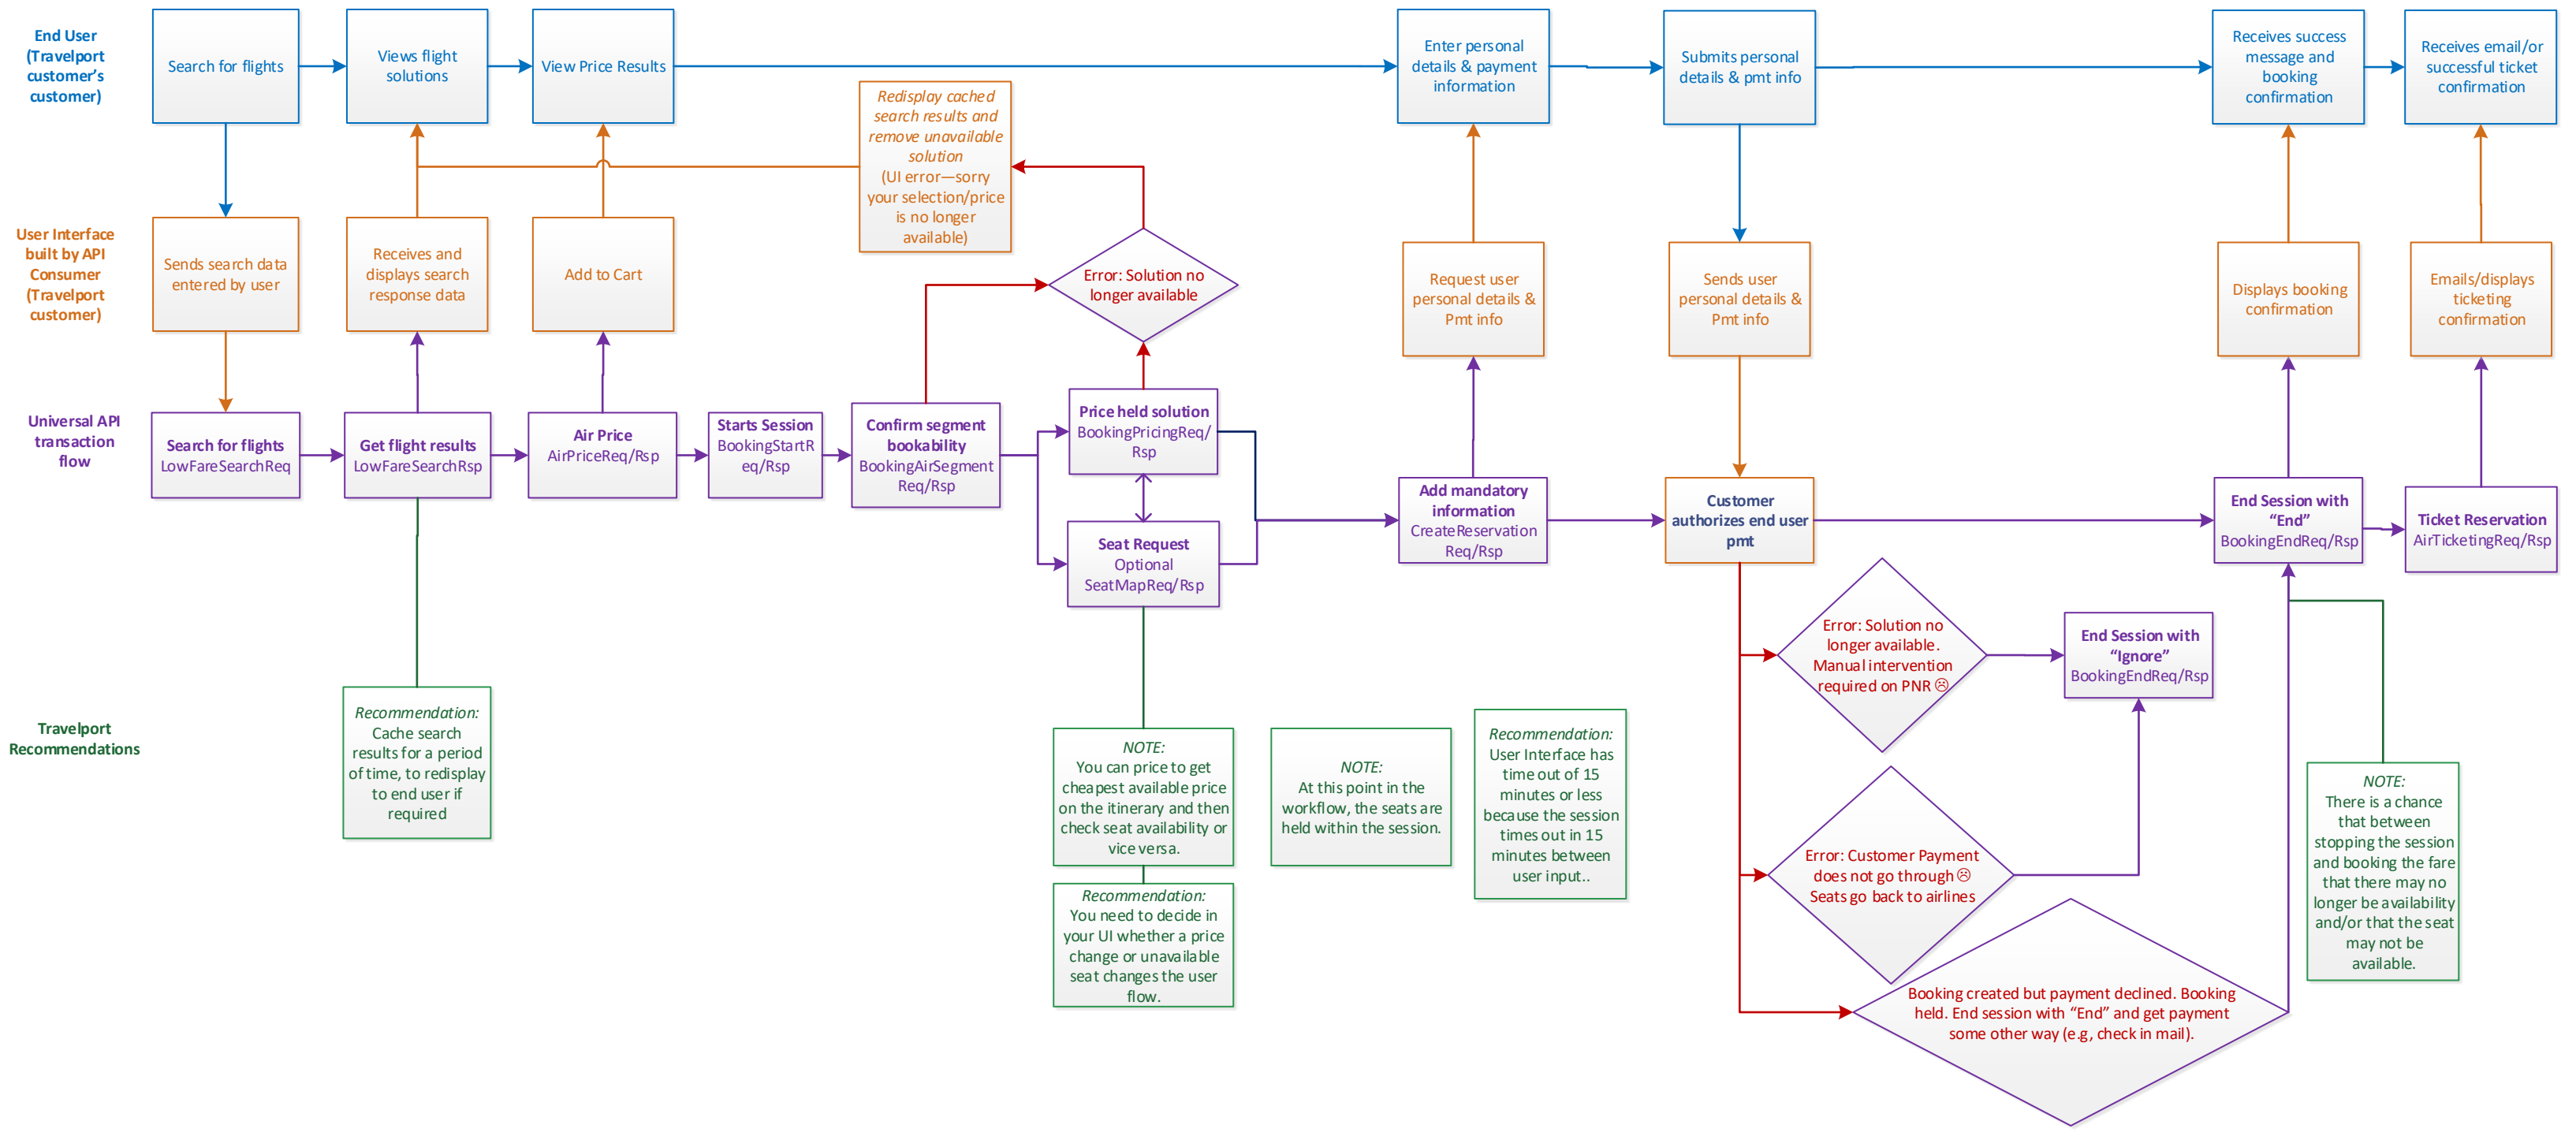 End User
(Travelport
customer's
customer)
Search for flights
Views flight
solutions
View Price Results
Enter personal
details & payment
information
Submits personal
details & pmt info
Receives success
message and
booking
confirmation
Receives email/or
successful ticket
confirmation
Redisplay cached
search results and
remove unavailable
solution
(UI error—sorry
your selection/price
is no longer
available)
User Interface
built by API
Consumer
(Travelport
customer)
Sends search data
entered by user
Receives and
displays search
response data
Add to Cart
Error: Solution no
longer available
Request user
personal details &
Pmt info
Sends user
personal details &
Pmt info
Displays booking
confirmation
Emails/displays
ticketing
confirmation
Universal API
transaction
flow
Search for flights
LowFareSearchReq
Get flight results
LowFareSearchRsp
Air Price
AirPriceReq/Rsp
Starts Session
BookingStartR
eq/Rsp
Confirm segment
bookability
BookingAirSegment
Req/Rsp
Price held solution
BookingPricingReq/
Rsp
Seat Request
Optional
SeatMapReq/Rsp
Add mandatory
information
CreateReservation
Req/Rsp
Customer
authorizes end user
pmt
End Session with
“End”
BookingEndReq/Rsp
Ticket Reservation
AirTicketingReq/Rsp
Error: Solution no
longer available.
Manual intervention
required on PNR ☹
End Session with
“Ignore”
BookingEndReq/Rsp
Travelport
Recommendations
Recommendation:
Cache search
results for a period
of time, to redisplay
to end user if
required
NOTE:
You can price to get
cheapest available price
on the itinerary and then
check seat availability or
vice versa.
NOTE:
At this point in the
workflow, the seats are
held within the session.
Recommendation:
User Interface has
time out of 15
minutes or less
because the session
times out in 15
minutes between
user input..
Recommendation:
You need to decide in
your UI whether a price
change or unavailable
seat changes the user
flow.
Error: Customer Payment
does not go through ☹
Seats go back to airlines
NOTE:
There is a chance
that between
stopping the session
and booking the fare
that there may no
longer be availability
and/or that the seat
may not be
available.
Booking created but payment declined. Booking
held. End session with “End” and get payment
some other way (e.g, check in mail).